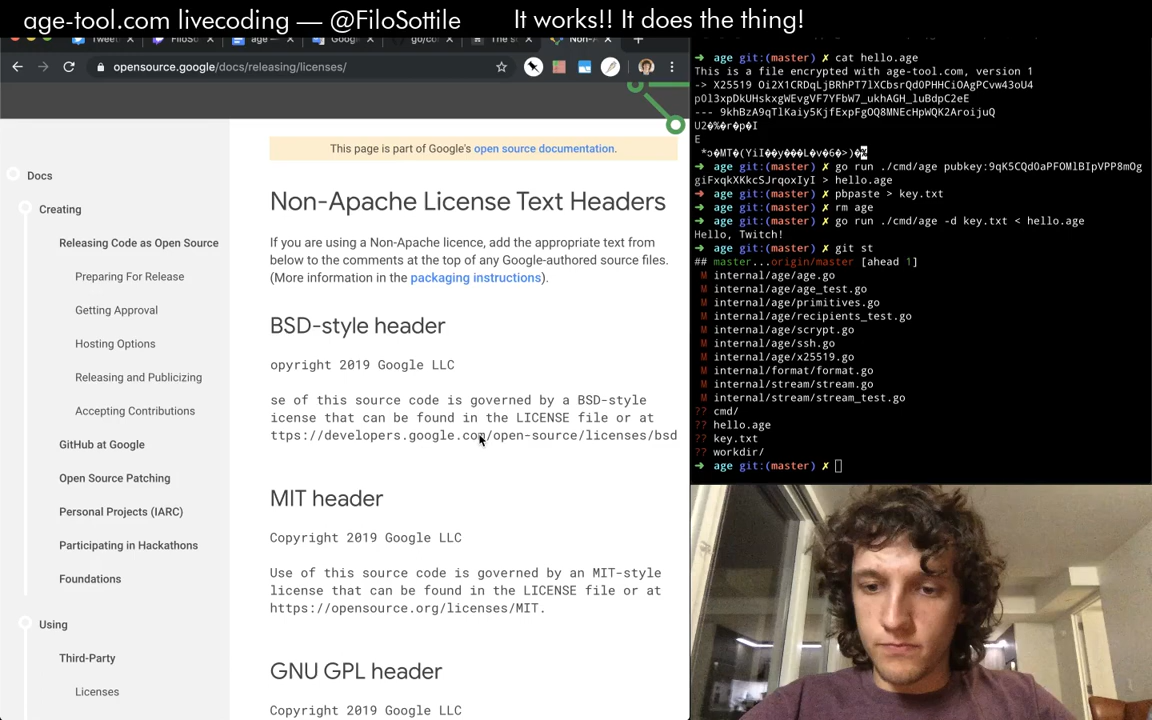 age-tool.com livecoding — @FiloSottile
It works!! It does the thing!
Tweet
FiloSo
age —
Googl
go/co
The s
Non-A
opensource.google/docs/releasing/licenses/
Docs
Creating
Releasing Code as Open Source
Preparing For Release
Getting Approval
Hosting Options
Releasing and Publicizing
Accepting Contributions
GitHub at Google
Open Source Patching
Personal Projects (IARC)
Participating in Hackathons
Foundations
Using
Third-Party
Licenses
This page is part of Google's open source documentation.
Non-Apache License Text Headers
If you are using a Non-Apache licence, add the appropriate text from
below to the comments at the top of any Google-authored source files.
(More information in the packaging instructions).
BSD-style header
opyright 2019 Google LLC
se of this source code is governed by a BSD-style
icense that can be found in the LICENSE file or at
ttps://developers.google.com/open-source/licenses/bsd
MIT header
Copyright 2019 Google LLC
Use of this source code is governed by an MIT-style
license that can be found in the LICENSE file or at
https://opensource.org/licenses/MIT.
GNU GPL header
Copyright 2019 Google LLC
➜ age git:(master) ✗ cat hello.age
This is a file encrypted with age-tool.com, version 1
-> X25519 Oi2X1CRDqLjBRhPT7lXCbsrQd0PHHCiOAgPCvw43oU4
pOl3xpDkUHskxgWEvgVF7YFbW7_ukhAGH_luBdpC2eE
--- 9khBzA9qTlKaiy5KjfExpFgOQ8MNEcHpWQK2AroijuQ
U2�%�r�p�I
E
➜ age git:(master) ✗ go run ./cmd/age pubkey:9qK5CQd0aPFOMlBIpVPP8mOg
giFxqkXKkcSJrqoxIyI > hello.age
➜ age git:(master) ✗ pbpaste > key.txt
➜ age git:(master) ✗ rm age
➜ age git:(master) ✗ go run ./cmd/age -d key.txt < hello.age
Hello, Twitch!
➜ age git:(master) ✗ git st
## master...origin/master [ahead 1]
M internal/age/age.go
M internal/age/age_test.go
M internal/age/primitives.go
M internal/age/recipients_test.go
M internal/age/scrypt.go
M internal/age/ssh.go
M internal/age/x25519.go
M internal/format/format.go
M internal/stream/stream.go
M internal/stream/stream_test.go
?? cmd/
?? hello.age
?? key.txt
?? workdir/
➜ age git:(master) ✗